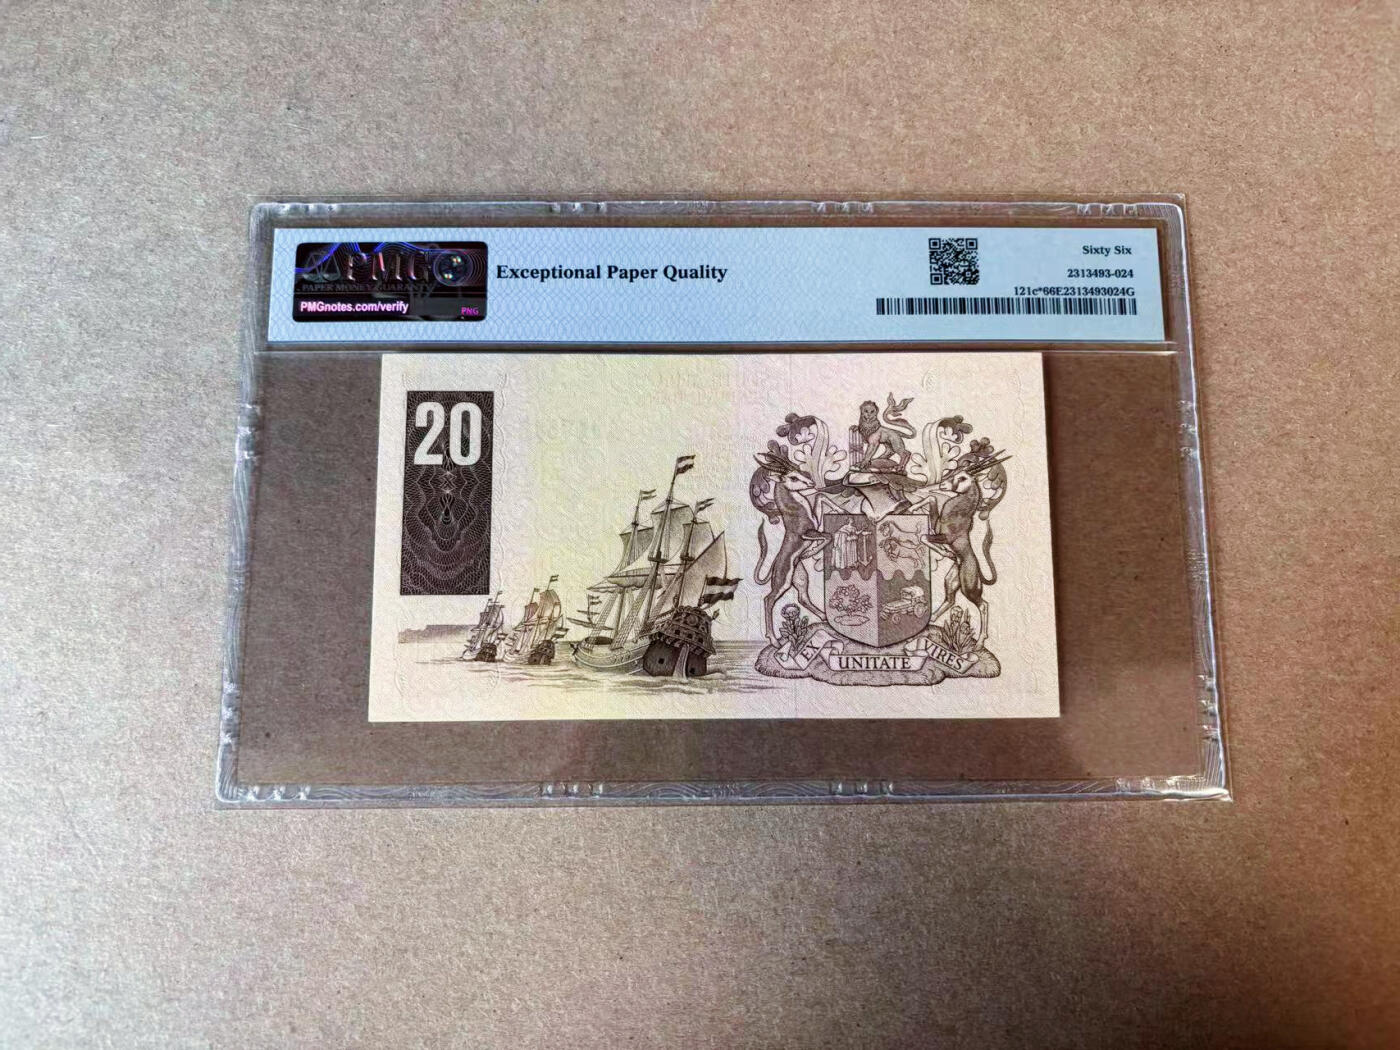 PMG
PAPER MONEY GUARANTY
PMGnotes.com/verify
PNG
Exceptional Paper Quality
Sixty Six
2313493-024
121c*66E2313493024G
20
EX UNITATE VIRES